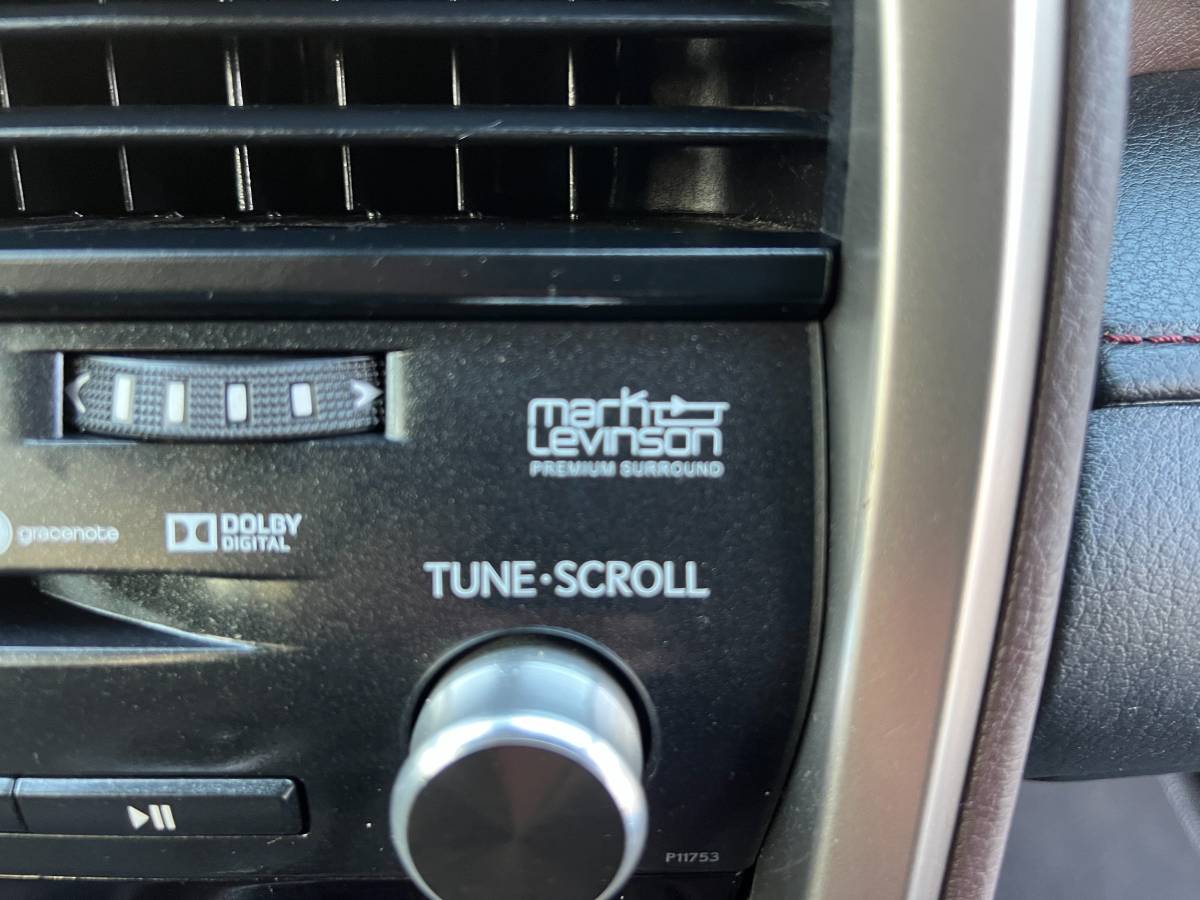 mark
Levinson
PREMIUM SURROUND
gracenote
DOLBY
DIGITAL
TUNE·SCROLL
P11753